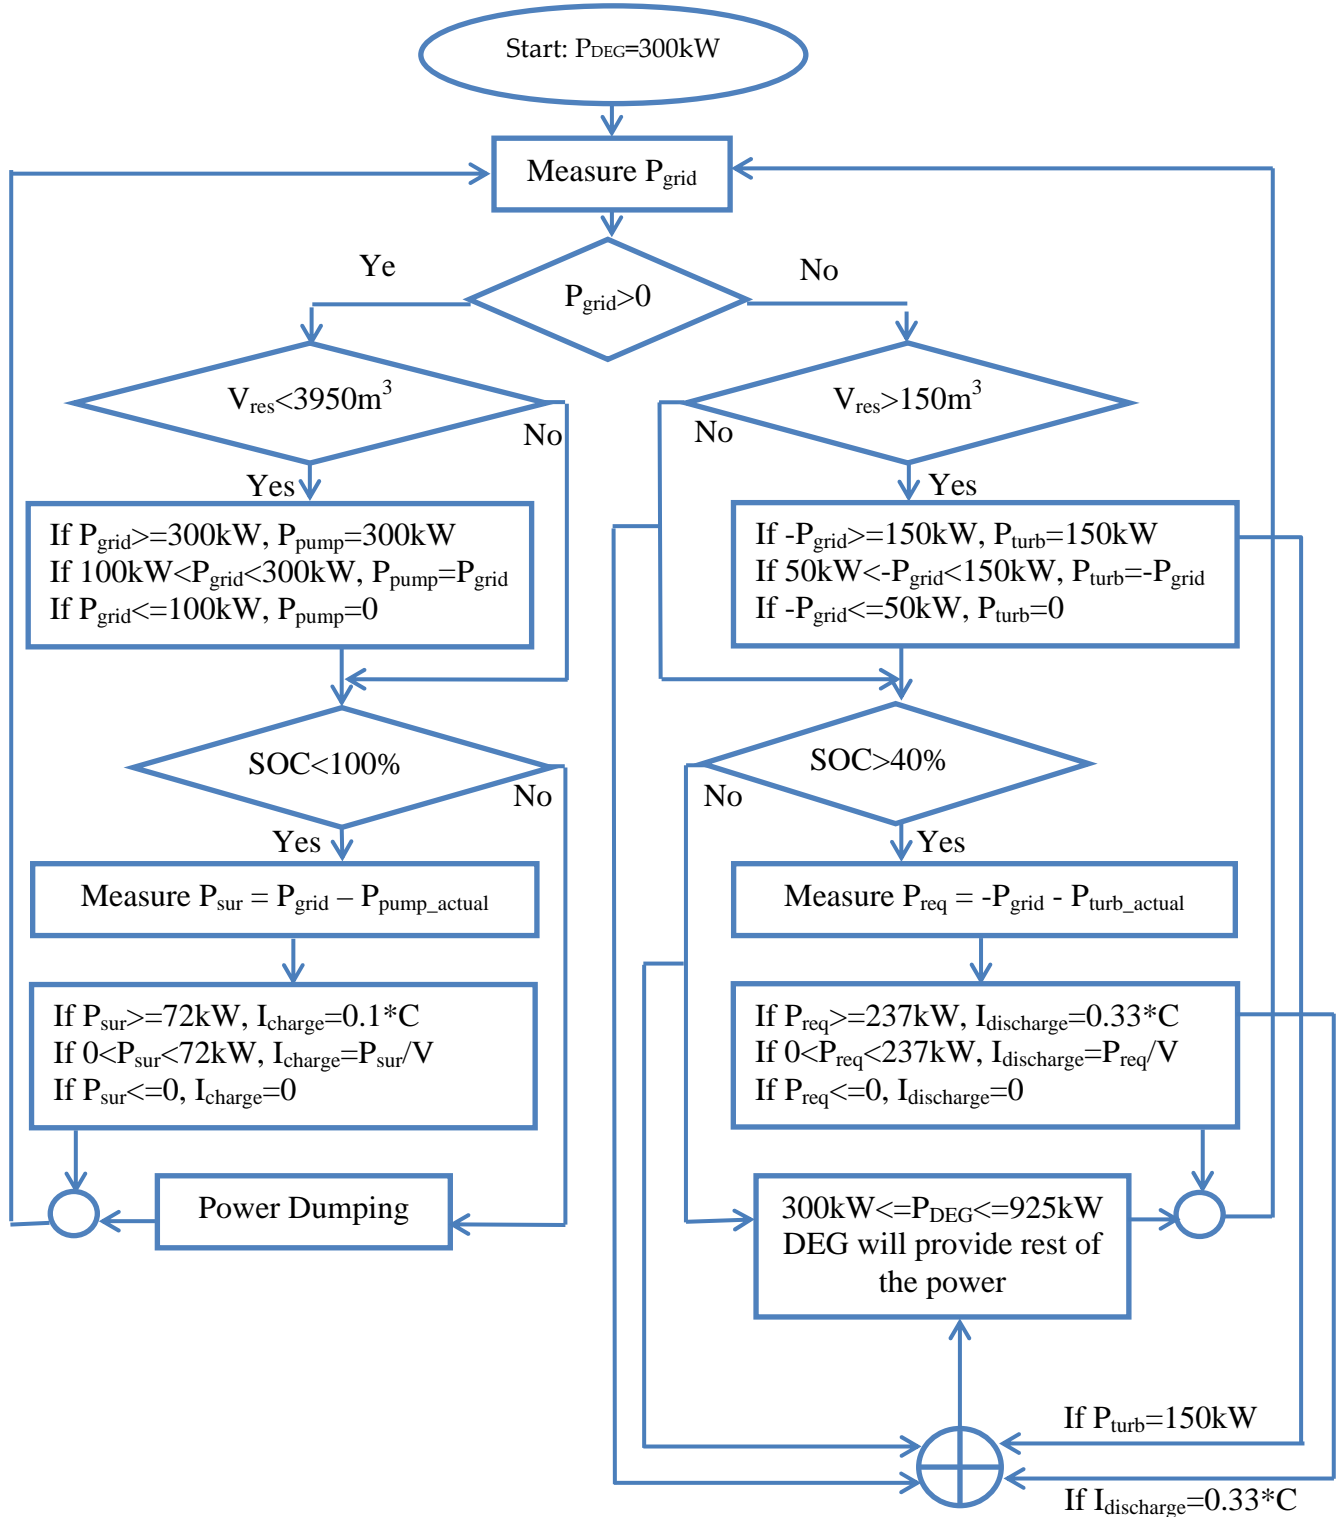 Start: PDEG=300kW
Measure Pgrid
Ye
No
Pgrid>0
Vres<3950m³
Vres>150m³
No
No
Yes
Yes
If Pgrid>=300kW, Ppump=300kW
If 100kW<Pgrid<300kW, Ppump=Pgrid
If Pgrid<=100kW, Ppump=0
If -Pgrid>=150kW, Pturb=150kW
If 50kW<-Pgrid<150kW, Pturb=-Pgrid
If -Pgrid<=50kW, Pturb=0
SOC<100%
SOC>40%
No
No
Yes
Yes
Measure Psur = Pgrid – Ppump_actual
Measure Preq = -Pgrid - Pturb_actual
If Psur>=72kW, Icharge=0.1*C
If 0<Psur<72kW, Icharge=Psur/V
If Psur<=0, Icharge=0
If Preq>=237kW, Idischarge=0.33*C
If 0<Preq<237kW, Idischarge=Preq/V
If Preq<=0, Idischarge=0
Power Dumping
300kW<=PDEG<=925kW
DEG will provide rest of
the power
If Pturb=150kW
If Idischarge=0.33*C